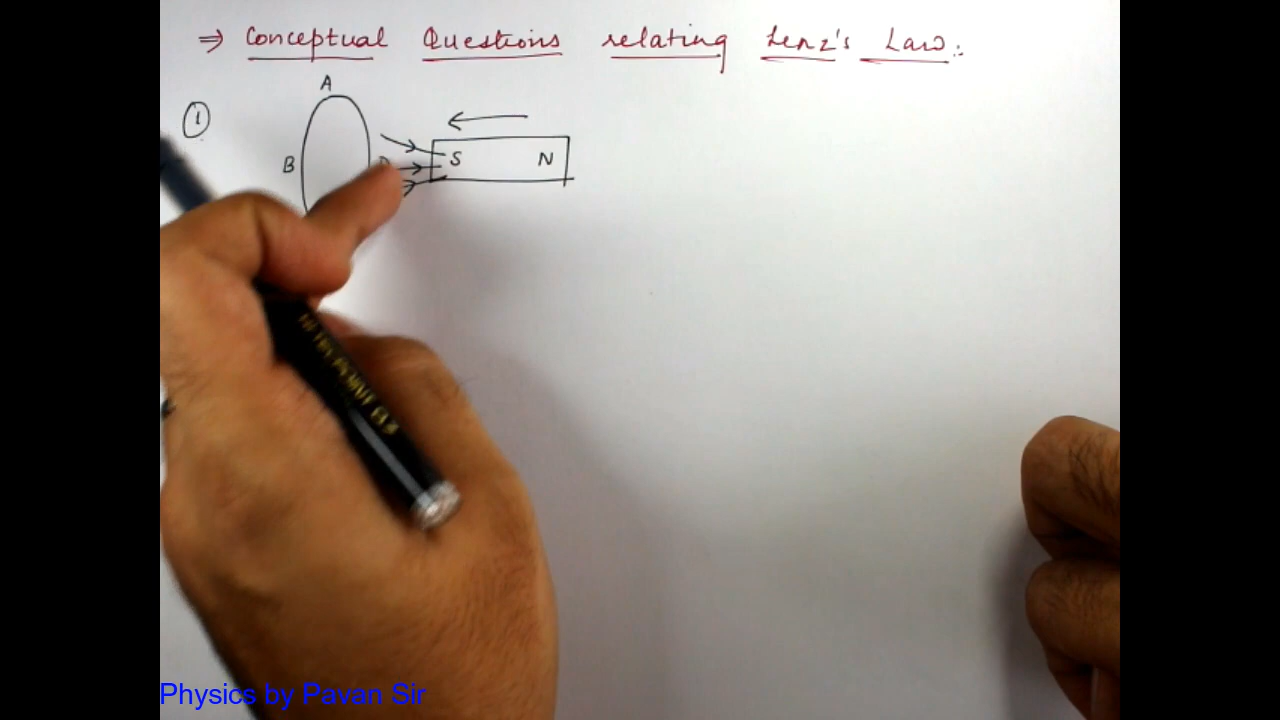 ⇒ Conceptual Questions relating Lenz's Law:
1
A
B
S N
Physics by Pavan Sir